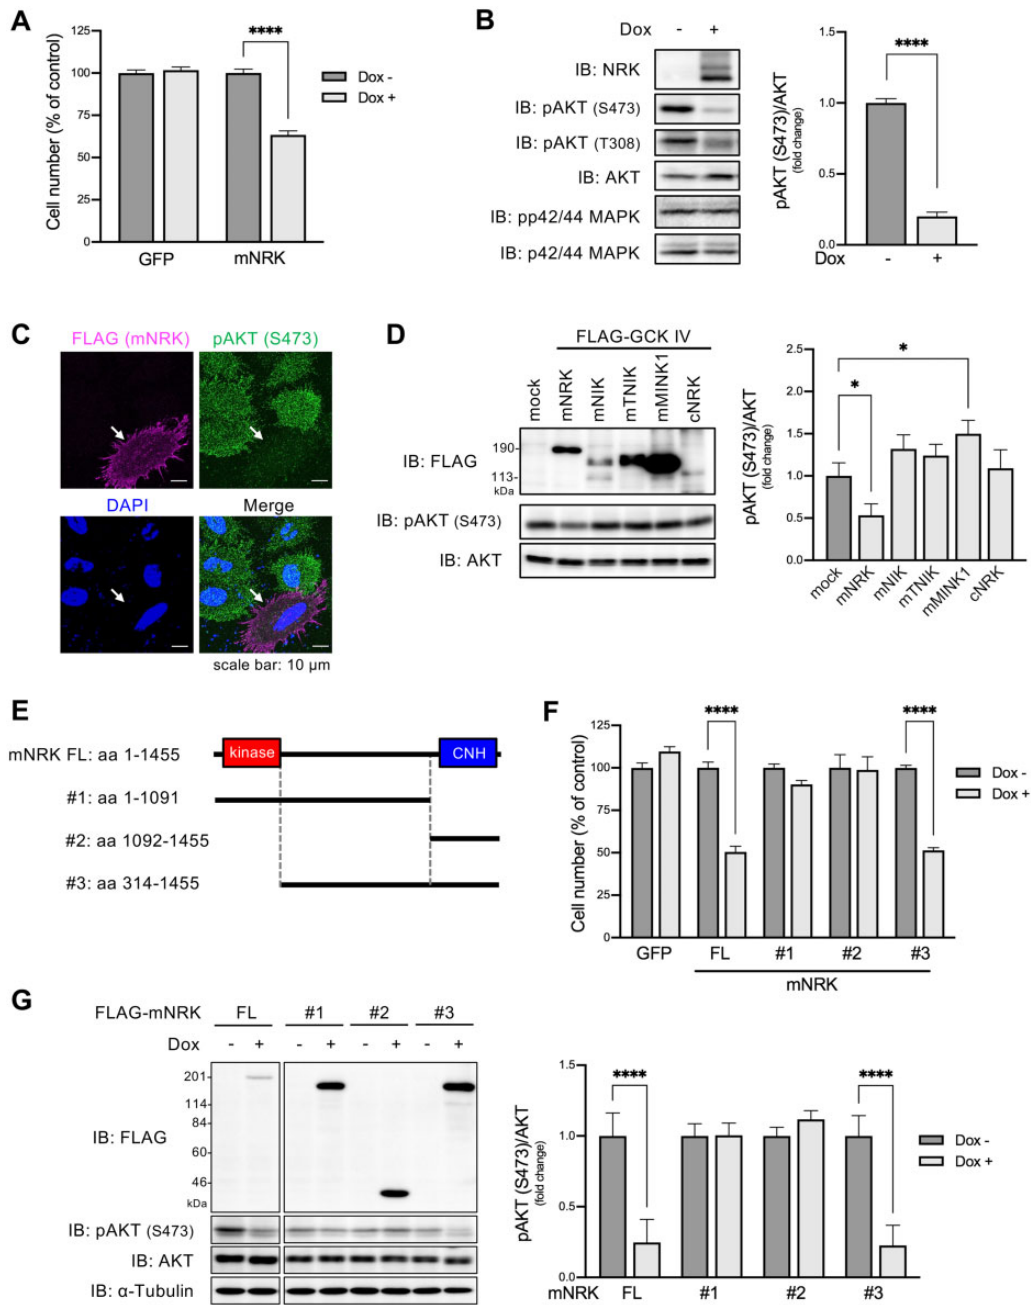 A
Cell number (% of control)
125
100
75
50
25
0
****
GFP
mNRK
Dox -
Dox +
B
Dox - +
IB: NRK
IB: pAKT (S473)
IB: pAKT (T308)
IB: AKT
IB: pp42/44 MAPK
IB: p42/44 MAPK
pAKT (S473)/AKT
(fold change)
1.5
1.0
0.5
0.0
****
Dox - +
C
FLAG (mNRK)
pAKT (S473)
DAPI
Merge
scale bar: 10 μm
D
FLAG-GCK IV
mock
mNRK
mNIK
mTNIK
mMINK1
cNRK
IB: FLAG
190-
113-
kDa
IB: pAKT (S473)
IB: AKT
pAKT (S473)/AKT
(fold change)
2.5
2.0
1.5
1.0
0.5
0.0
*
*
mock
mNRK
mNIK
mTNIK
mMINK1
cNRK
E
mNRK FL: aa 1-1455
kinase
CNH
#1: aa 1-1091
#2: aa 1092-1455
#3: aa 314-1455
F
Cell number (% of control)
125
100
75
50
25
0
****
****
Dox -
Dox +
GFP FL #1 #2 #3
mNRK
G
FLAG-mNRK FL #1 #2 #3
Dox - + - + - + - +
201-
114-
84-
60-
46-
kDa
IB: FLAG
IB: pAKT (S473)
IB: AKT
IB: α-Tubulin
pAKT (S473)/AKT
(fold change)
1.5
1.0
0.5
0.0
****
****
Dox -
Dox +
mNRK FL #1 #2 #3